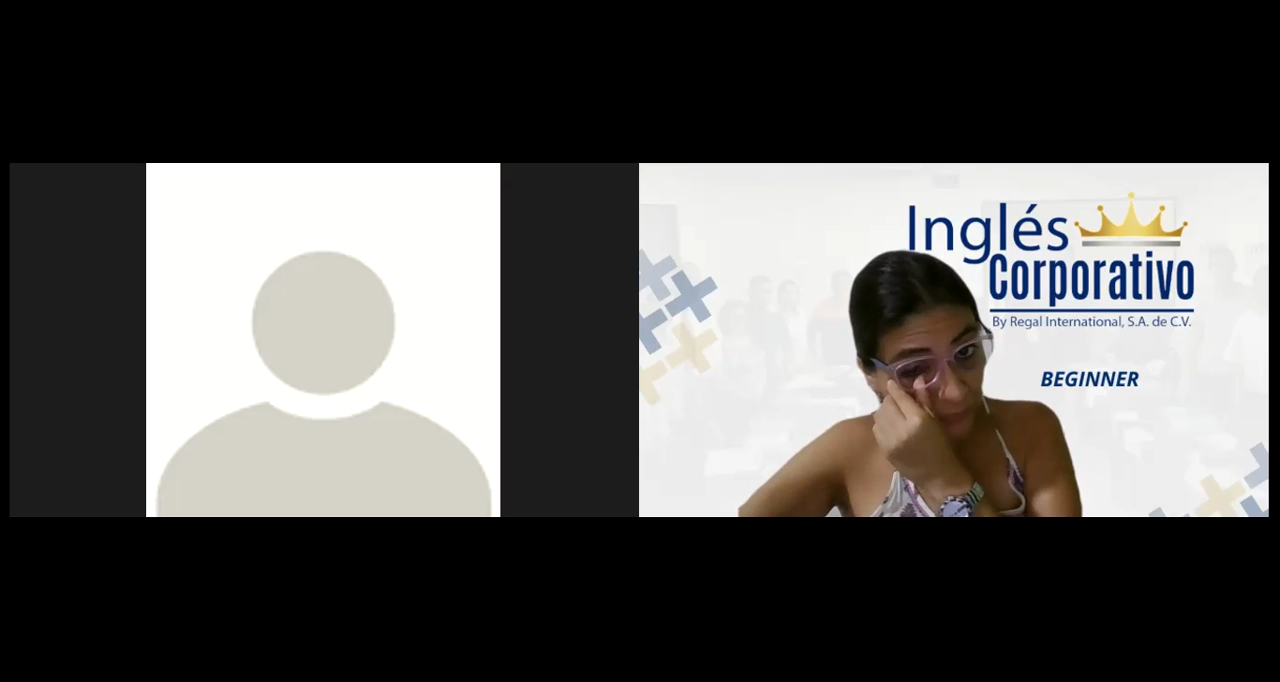 Inglés
Corporativo
By Regal International, S.A. de C.V.
BEGINNER